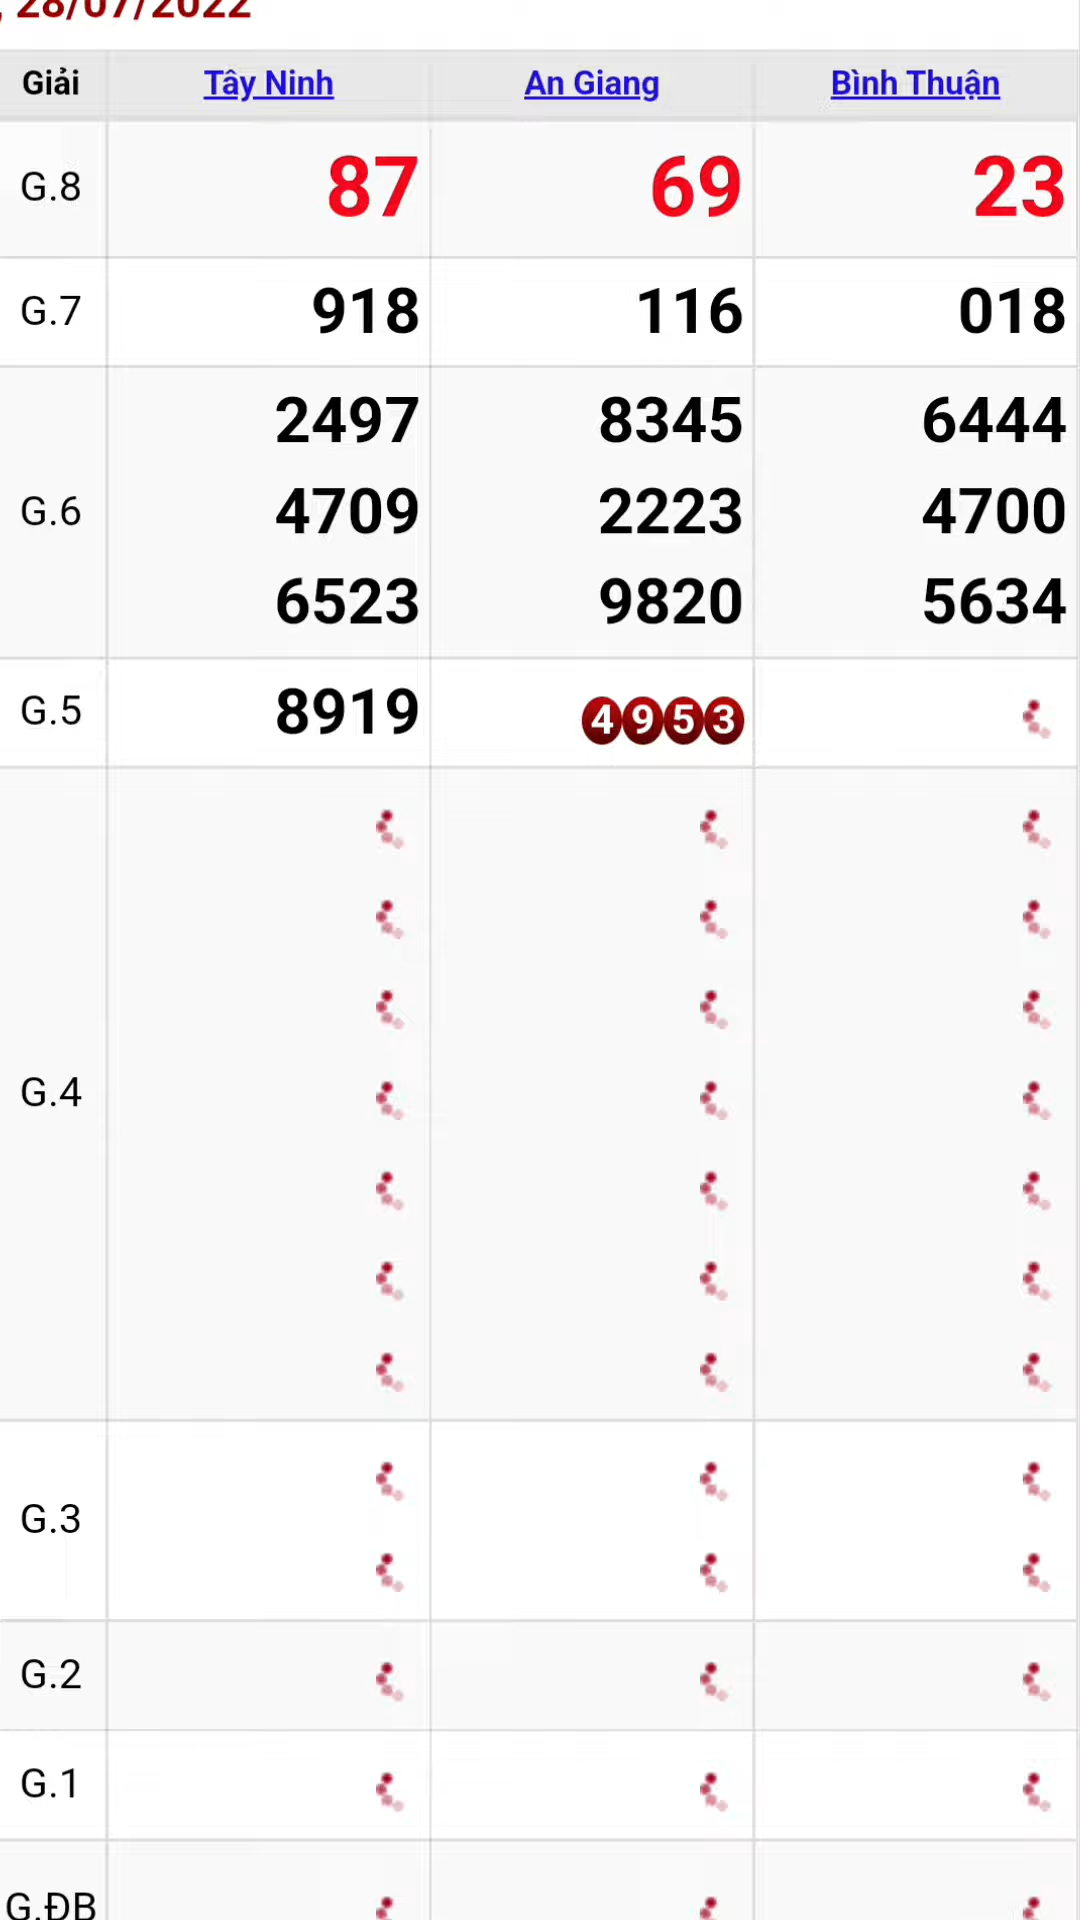 , 28/07/2022
Giải Tây Ninh An Giang Bình Thuận
G.8 87 69 23
G.7 918 116 018
2497 8345 6444
G.6 4709 2223 4700
6523 9820 5634
G.5 8919 4953
G.4
G.3
G.2
G.1
G.ĐB